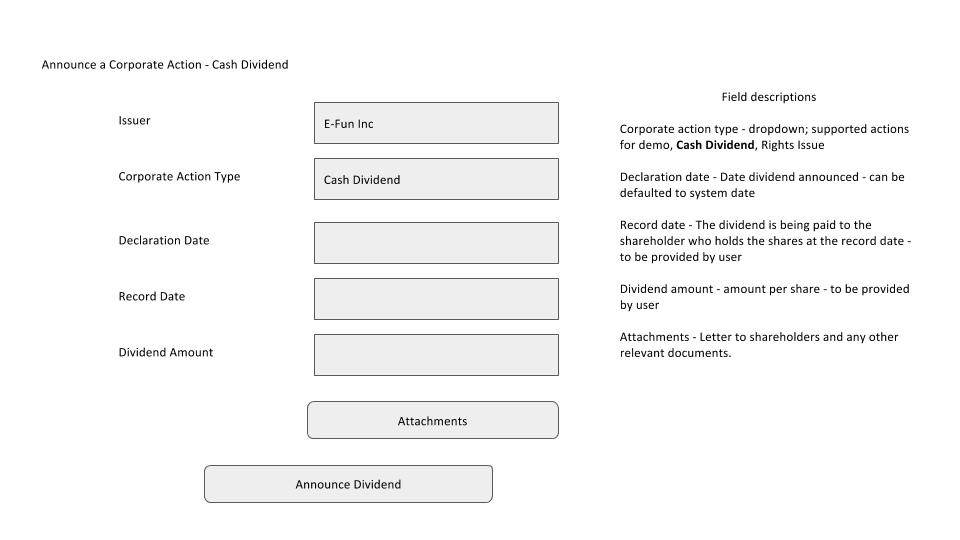 Announce a Corporate Action - Cash Dividend
Issuer
E-Fun Inc
Corporate Action Type
Cash Dividend
Declaration Date
Record Date
Dividend Amount
Attachments
Announce Dividend
Field descriptions
Corporate action type - dropdown; supported actions
for demo, Cash Dividend, Rights Issue
Declaration date - Date dividend announced - can be
defaulted to system date
Record date - The dividend is being paid to the
shareholder who holds the shares at the record date -
to be provided by user
Dividend amount - amount per share - to be provided
by user
Attachments - Letter to shareholders and any other
relevant documents.